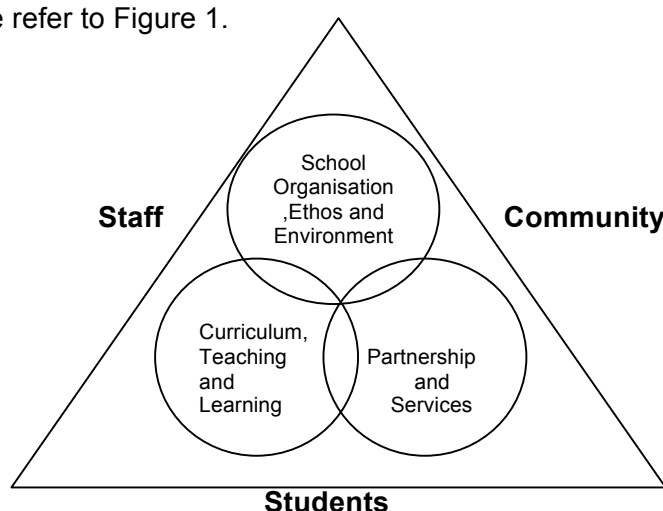 e refer to Figure 1.
School
Organisation
,Ethos and
Environment
Staff
Community
Curriculum,
Teaching
and
Learning
Partnership
and
Services
Students